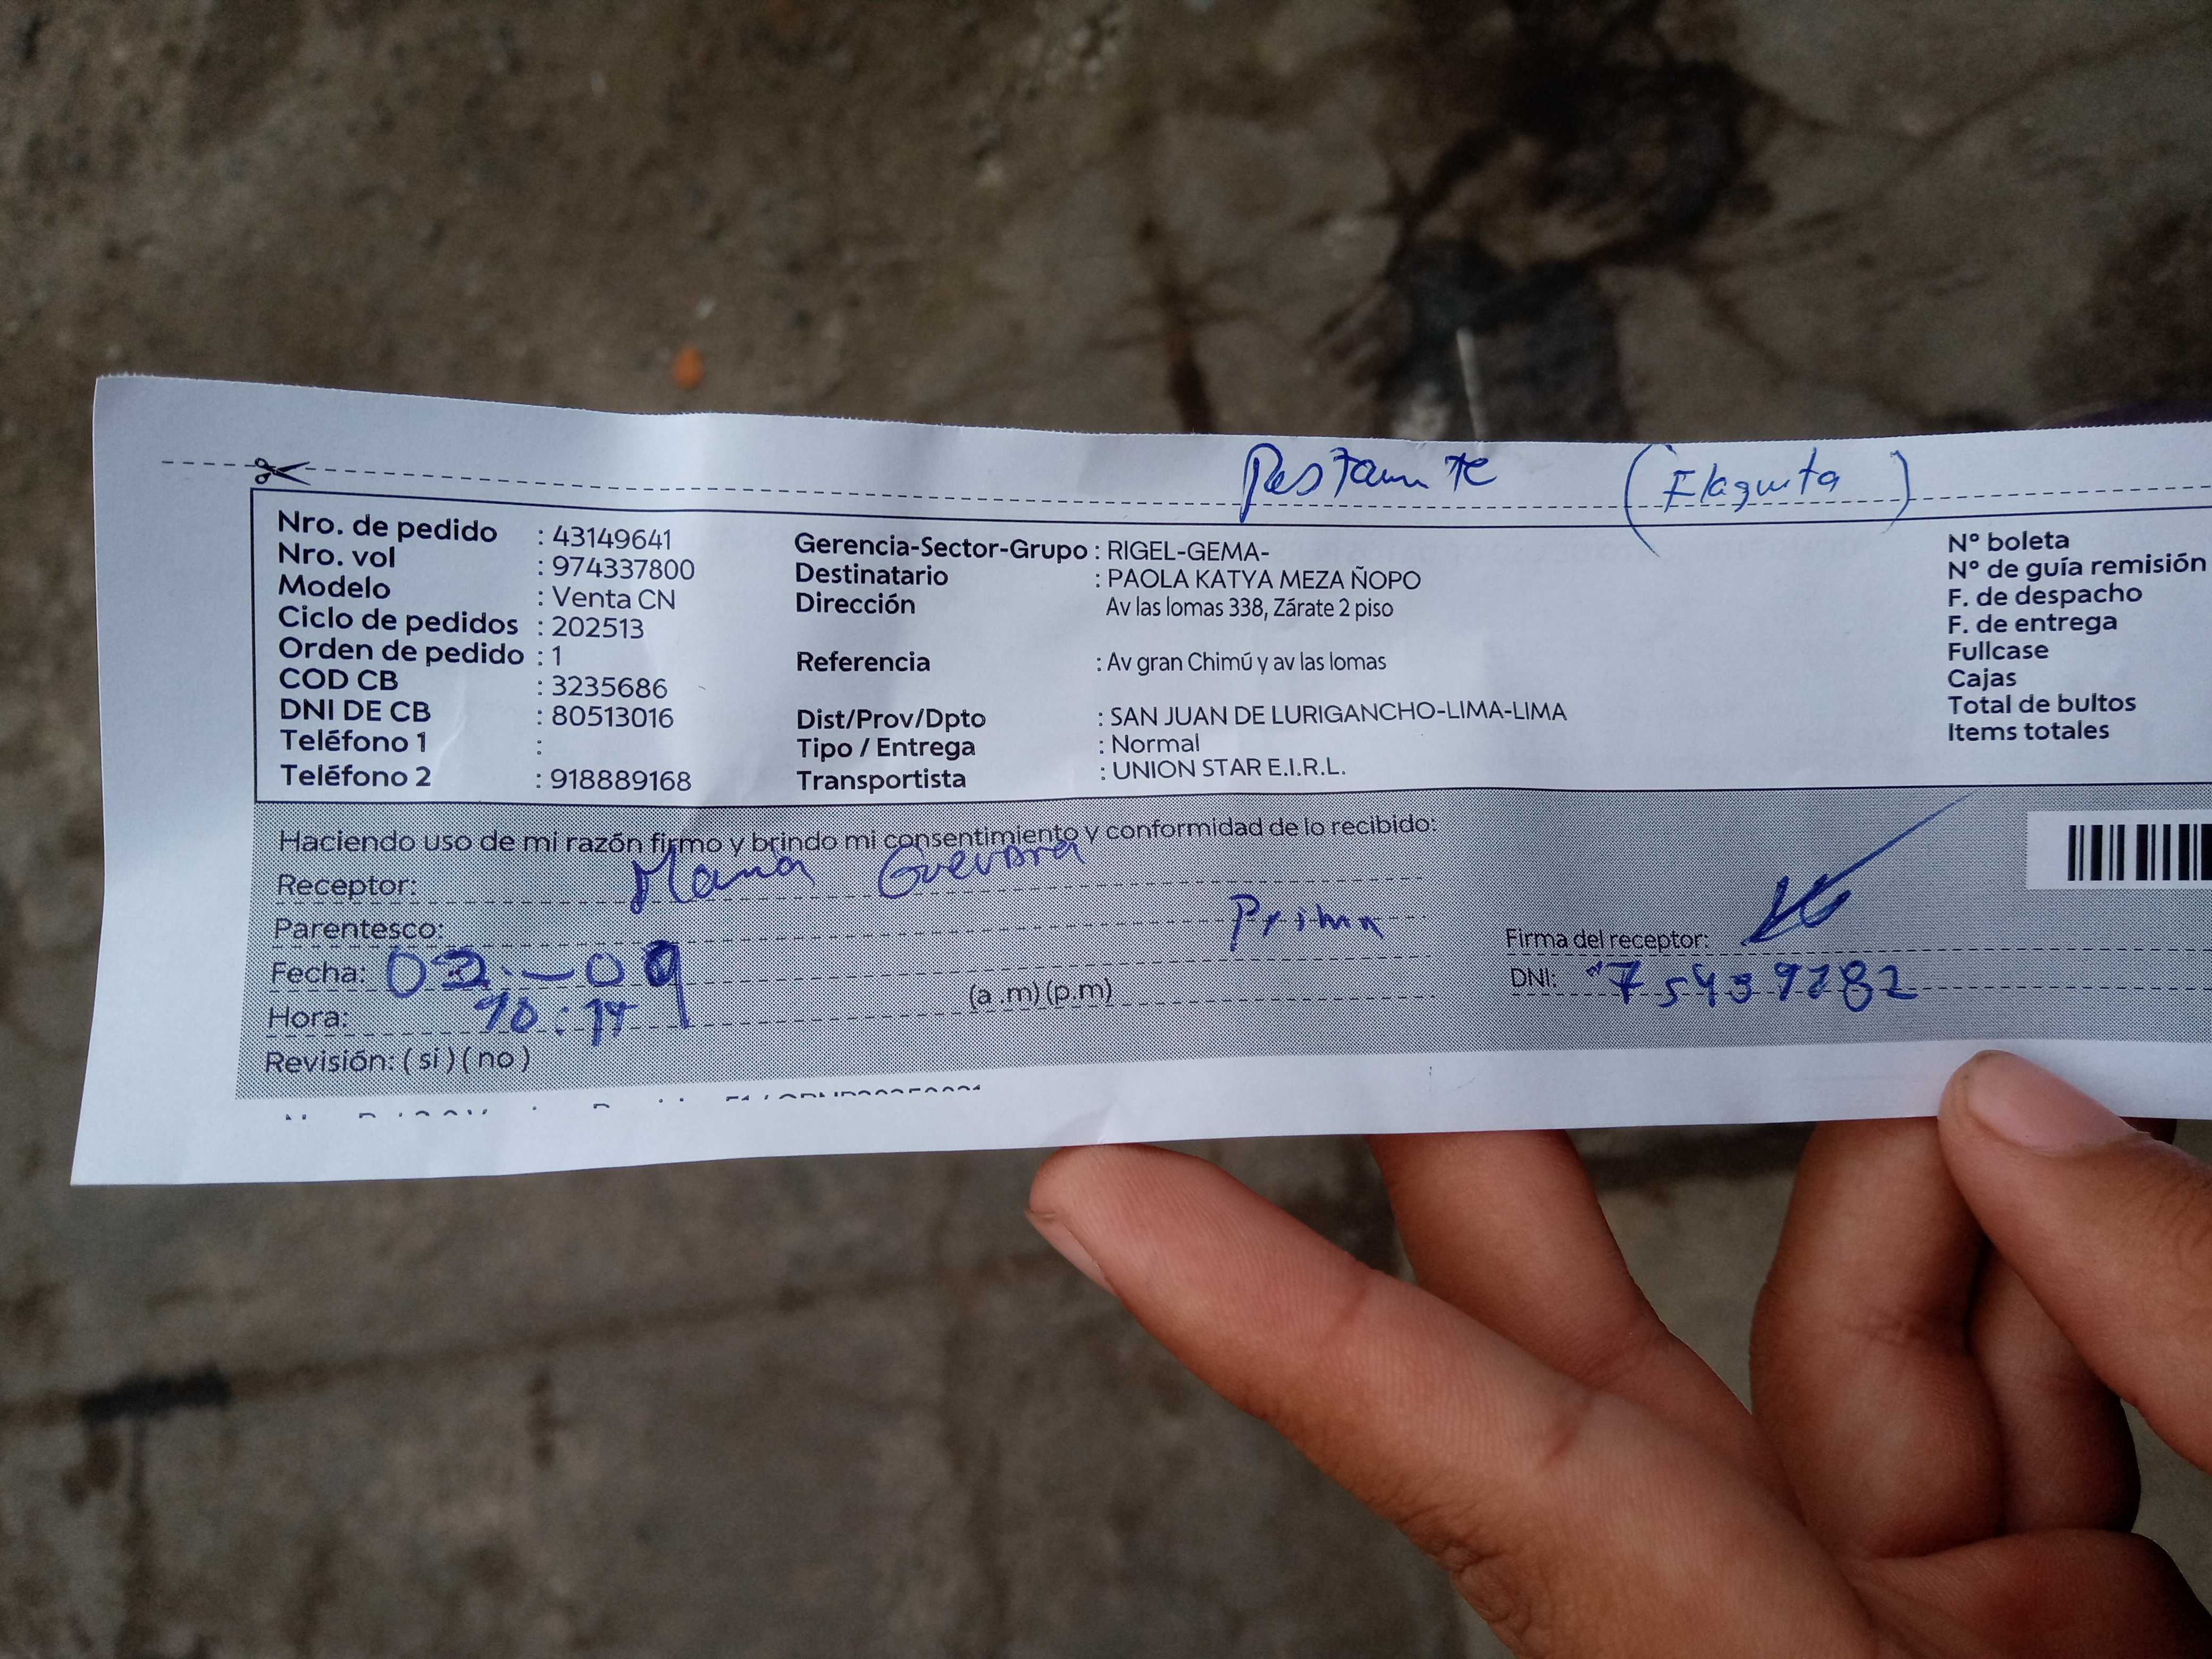 (Flaquita)
Nro. de pedido : 43149641
Nro. vol : 974337800
Modelo : Venta CN
Ciclo de pedidos : 202513
Orden de pedido : 1
COD CB : 3235686
DNI DE CB : 80513016
Teléfono 1 :
Teléfono 2 : 918889168
Gerencia-Sector-Grupo : RIGEL-GEMA-
Destinatario : PAOLA KATYA MEZA ÑOPO
Dirección Av las lomas 338, Zárate 2 piso
Referencia : Av gran Chimú y av las lomas
Dist/Prov/Dpto : SAN JUAN DE LURIGANCHO-LIMA-LIMA
Tipo / Entrega : Normal
Transportista : UNION STAR E.I.R.L.
N° boleta
N° de guía remisión
F. de despacho
F. de entrega
Fullcase
Cajas
Total de bultos
Items totales
Haciendo uso de mi razón firmo y brindo mi consentimiento y conformidad de lo recibido:
Receptor: Maria Guevara
Parentesco: Prima
Fecha: 02-09
Hora: 10:14 (a .m) (p.m)
Revisión: ( si ) ( no )
Firma del receptor:
DNI: